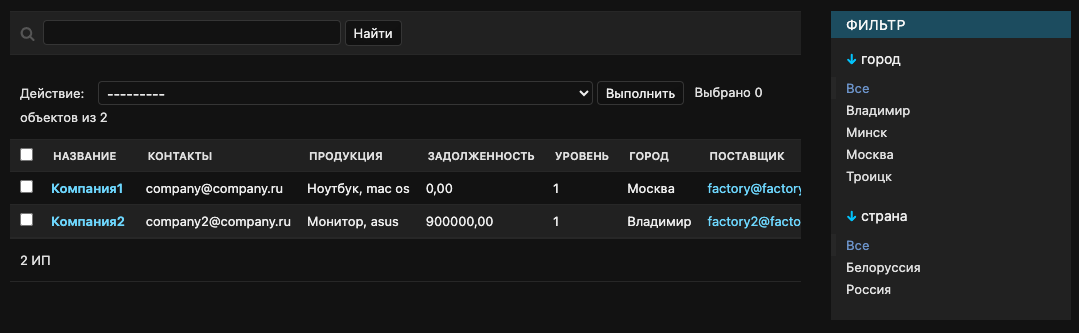 Найти
Действие: --------- Выполнить Выбрано 0
объектов из 2
НАЗВАНИЕ КОНТАКТЫ ПРОДУКЦИЯ ЗАДОЛЖЕННОСТЬ УРОВЕНЬ ГОРОД ПОСТАВЩИК
Компания1 company@company.ru Ноутбук, mac os 0,00 1 Москва factory@factory
Компания2 company2@company.ru Монитор, asus 900000,00 1 Владимир factory2@facto
2 ИП
ФИЛЬТР
↓ город
Все
Владимир
Минск
Москва
Троицк
↓ страна
Все
Белоруссия
Россия